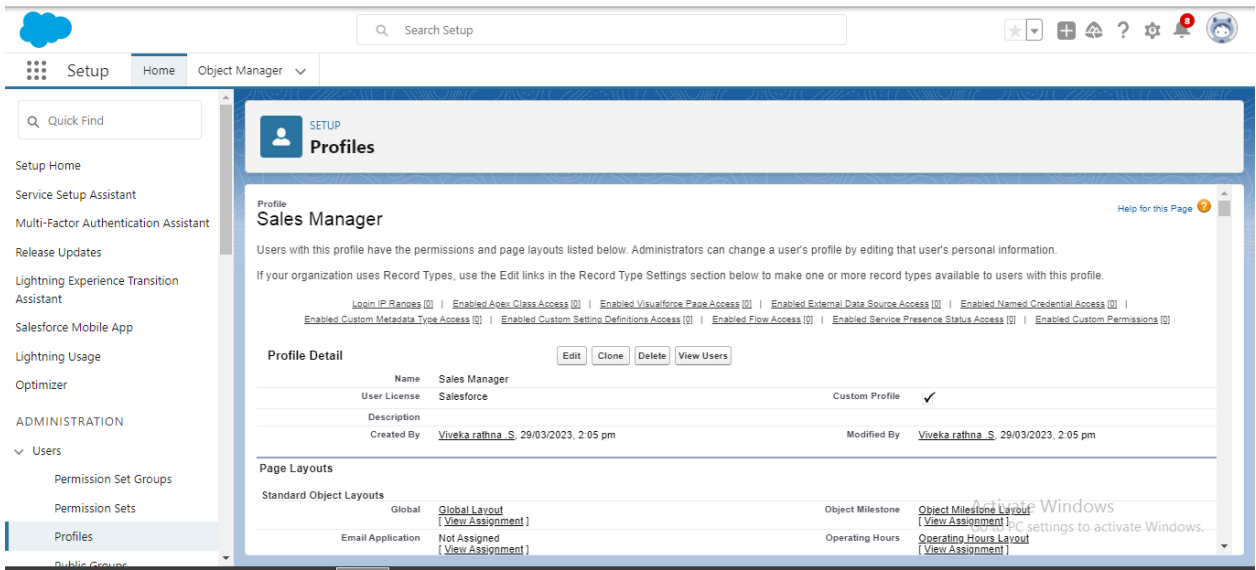 Search Setup
8
Setup Home Object Manager
Quick Find
Setup Home
Service Setup Assistant
Multi-Factor Authentication Assistant
Release Updates
Lightning Experience Transition
Assistant
Salesforce Mobile App
Lightning Usage
Optimizer
ADMINISTRATION
Users
Permission Set Groups
Permission Sets
Profiles
Public Groups
SETUP
Profiles
Profile
Sales Manager
Help for this Page ?
Users with this profile have the permissions and page layouts listed below. Administrators can change a user's profile by editing that user's personal information.
If your organization uses Record Types, use the Edit links in the Record Type Settings section below to make one or more record types available to users with this profile.
Login IP Ranges [0] | Enabled Apex Class Access [0] | Enabled Visualforce Page Access [0] | Enabled External Data Source Access [0] | Enabled Named Credential Access [0] |
Enabled Custom Metadata Type Access [0] | Enabled Custom Setting Definitions Access [0] | Enabled Flow Access [0] | Enabled Service Presence Status Access [0] | Enabled Custom Permissions [0]
Profile Detail Edit Clone Delete View Users
Name Sales Manager
User License Salesforce Custom Profile ✓
Description
Created By Viveka rathna .S, 29/03/2023, 2:05 pm Modified By Viveka rathna .S, 29/03/2023, 2:05 pm
Page Layouts
Standard Object Layouts
Global Global Layout Object Milestone Object Milestone Layout
[ View Assignment ] [ View Assignment ]
Email Application Not Assigned Operating Hours Operating Hours Layout
[ View Assignment ] [ View Assignment ]
Activate Windows
Go to PC settings to activate Windows.